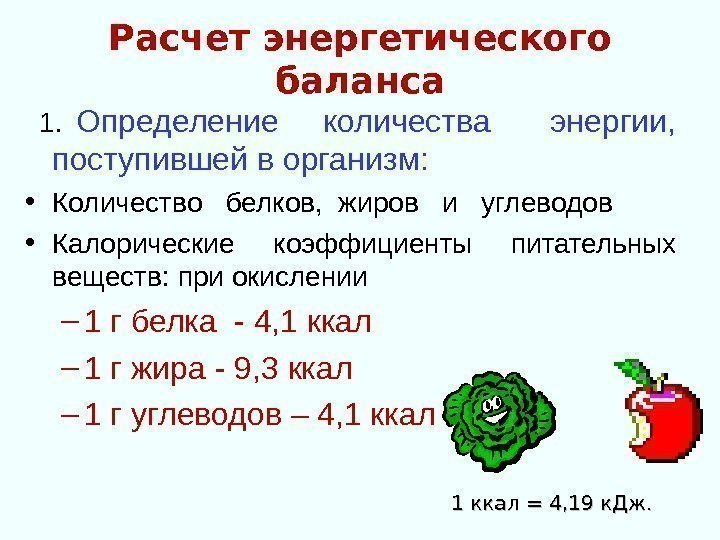 Расчет энергетического
баланса
1. Определение количества энергии,
поступившей в организм:
• Количество белков, жиров и углеводов
• Калорические коэффициенты питательных
веществ: при окислении
– 1 г белка - 4,1 ккал
– 1 г жира - 9,3 ккал
– 1 г углеводов – 4,1 ккал
1 ккал = 4,19 кДж.